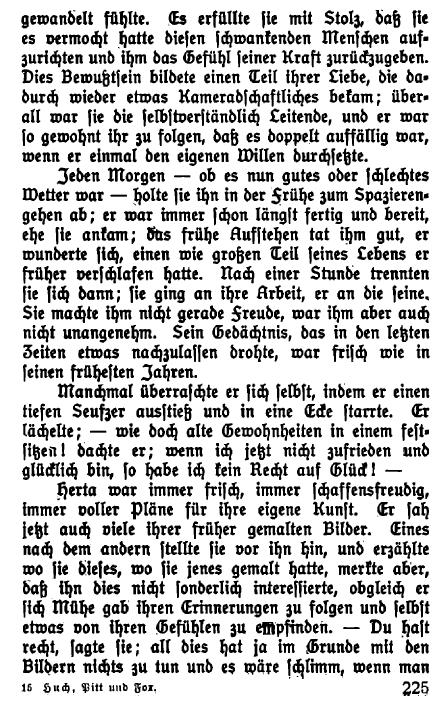 gewandelt fühlte. Es erfüllte sie mit Stolz, daß sie
es vermocht hatte diesen schwankenden Menschen auf-
zurichten und ihm das Gefühl seiner Kraft zurückzugeben.
Dies Bewußtsein bildete einen Teil ihrer Liebe, die da-
durch wieder etwas Kameradschaftliches bekam; über-
all war sie die selbstverständlich Leitende, und er war
so gewohnt ihr zu folgen, daß es doppelt auffällig war,
wenn er einmal den eigenen Willen durchsetzte.
Jeden Morgen — ob es nun gutes oder schlechtes
Wetter war — holte sie ihn in der Frühe zum Spazieren-
gehen ab; er war immer schon längst fertig und bereit,
ehe sie ankam; das frühe Aufstehen tat ihm gut, er
wunderte sich, einen wie großen Teil seines Lebens er
früher verschlafen hatte. Nach einer Stunde trennten
sie sich dann; sie ging an ihre Arbeit, er an die seine.
Sie machte ihm nicht gerade Freude, war ihm aber auch
nicht unangenehm. Sein Gedächtnis, das in den letzten
Zeiten etwas nachzulassen drohte, war frisch wie in
seinen frühesten Jahren.
Manchmal überraschte er sich selbst, indem er einen
tiefen Seufzer ausstieß und in eine Ecke starrte. Er
lächelte; — wie doch alte Gewohnheiten in einem fest-
sitzen! dachte er; wenn ich jetzt nicht zufrieden und
glücklich bin, so habe ich kein Recht auf Glück! —
Herta war immer frisch, immer schaffensfreudig,
immer voller Pläne für ihre eigene Kunst. Er sah
jetzt auch viele ihrer früher gemalten Bilder. Eines
nach dem andern stellte sie vor ihn hin, und erzählte
wo sie dieses, wo sie jenes gemalt hatte, merkte aber,
daß ihn dies nicht sonderlich interessierte, obgleich er
sich Mühe gab ihren Erinnerungen zu folgen und selbst
etwas von ihren Gefühlen zu empfinden. — Du hast
recht, sagte sie; all dies hat ja im Grunde mit den
Bildern nichts zu tun und es wäre schlimm, wenn man
15 Huch, Pitt und Fox. 225